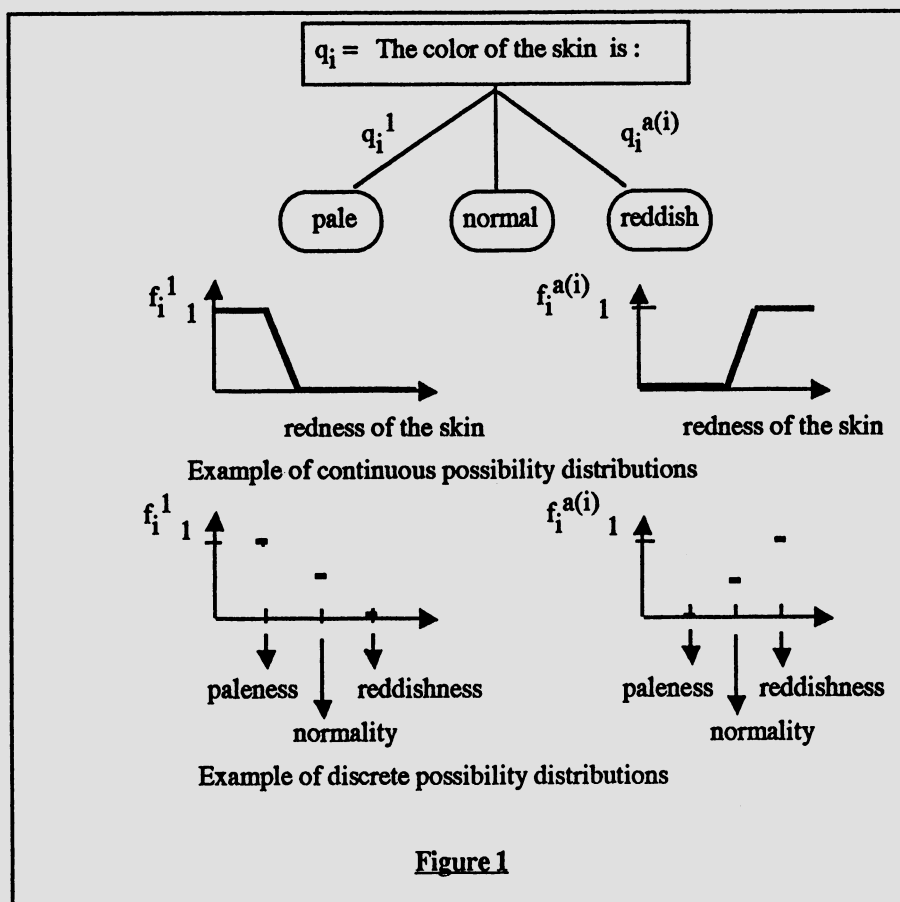 qᵢ = The color of the skin is :
qᵢ¹ qᵢᵃ⁽ⁱ⁾
pale normal reddish
fᵢ¹ 1 fᵢᵃ⁽ⁱ⁾ 1
redness of the skin redness of the skin
Example of continuous possibility distributions
fᵢ¹ 1 fᵢᵃ⁽ⁱ⁾ 1
paleness reddishness paleness reddishness
normality normality
Example of discrete possibility distributions
Figure 1